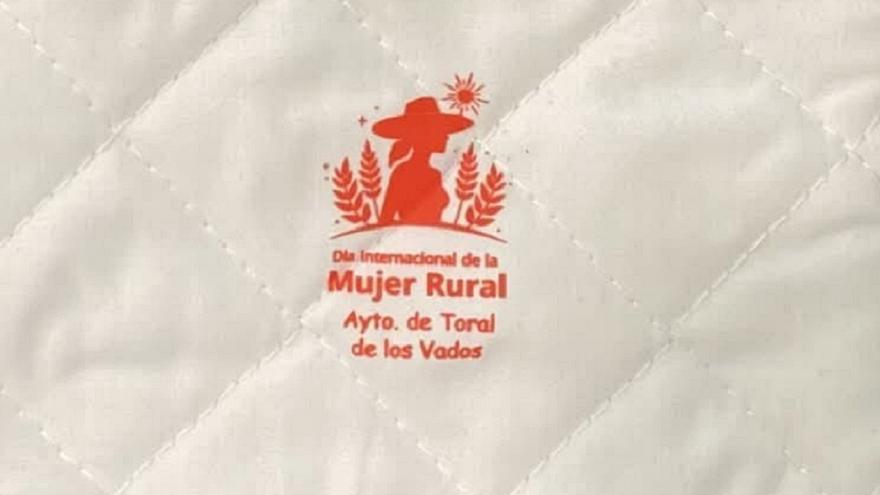 Día Internacional de la
Mujer Rural
Ayto. de Toral
de los Vados